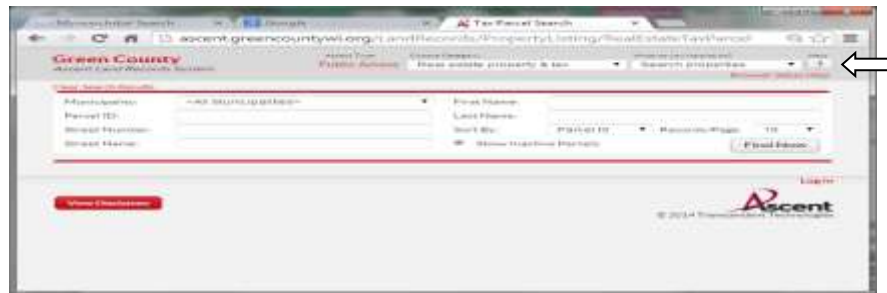 Google
Tax Parcel Search
ascent.greencountywi.org/LandRecords/PropertyListing/RealEstateTaxParcel
Green County
Ascent Land Records System
Public Access
Real estate property & tax
Search properties
?
Municipality:
<All Municipalities>
First Name:
Parcel ID:
Last Name:
Street Number:
Sort By:
Parcel ID
Records/Page:
10
Street Name:
Show Inactive Parcels
Find Now
Log In
View Disclaimer
Ascent
© 2014 Transcendent Technologies